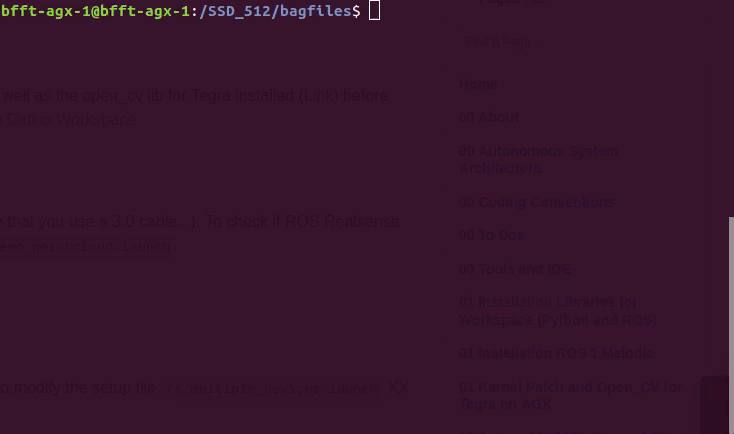 bfft-agx-1@bfft-agx-1:/SSD_512/bagfiles$
Find a Page
well as the open_cv lib for Tegra installed (Link) before
Home
Catkin Workspace
00 About
00 Autonomous System
Architecture
00 Coding Conventions
that you use a 3.0 cable...). To check if ROS Realsense
00 To Dos
00 Tools and IDE
01 Installation Libraries for
Workspace (Python and ROS)
01 Installation ROS 1 Melodic
o modify the setup file XX
01 Kernel Patch and Open_CV for
Tegra on AGX